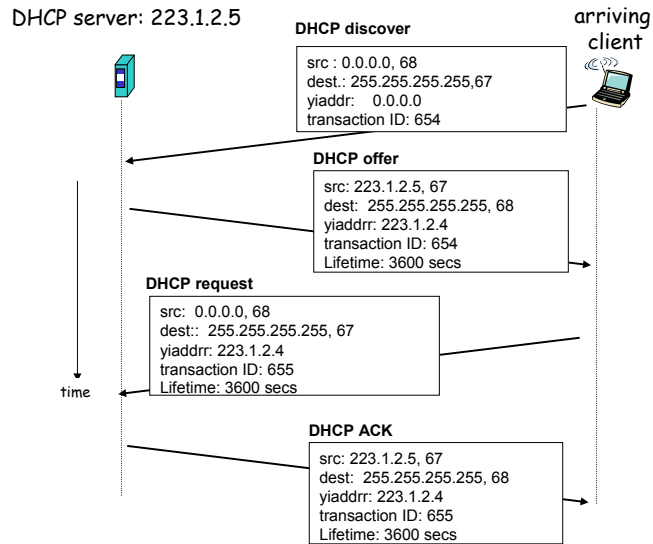 DHCP server: 223.1.2.5
arriving
client
DHCP discover
src : 0.0.0.0, 68
dest.: 255.255.255.255,67
yiaddr: 0.0.0.0
transaction ID: 654
DHCP offer
src: 223.1.2.5, 67
dest: 255.255.255.255, 68
yiaddrr: 223.1.2.4
transaction ID: 654
Lifetime: 3600 secs
DHCP request
src: 0.0.0.0, 68
dest:: 255.255.255.255, 67
yiaddrr: 223.1.2.4
transaction ID: 655
Lifetime: 3600 secs
time
DHCP ACK
src: 223.1.2.5, 67
dest: 255.255.255.255, 68
yiaddrr: 223.1.2.4
transaction ID: 655
Lifetime: 3600 secs